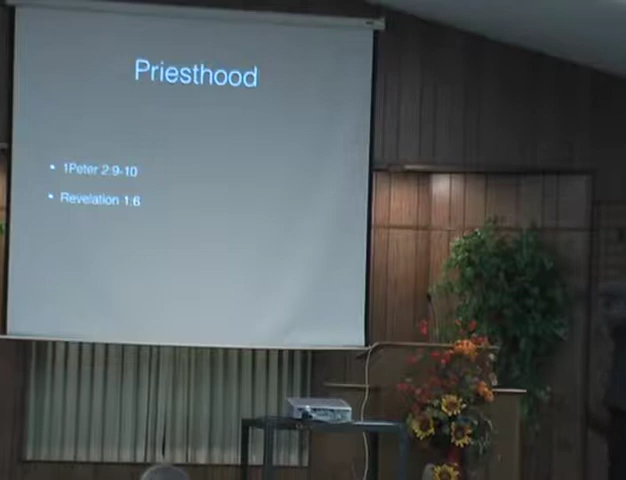 Priesthood
• 1Peter 2:9-10
• Revelation 1:6